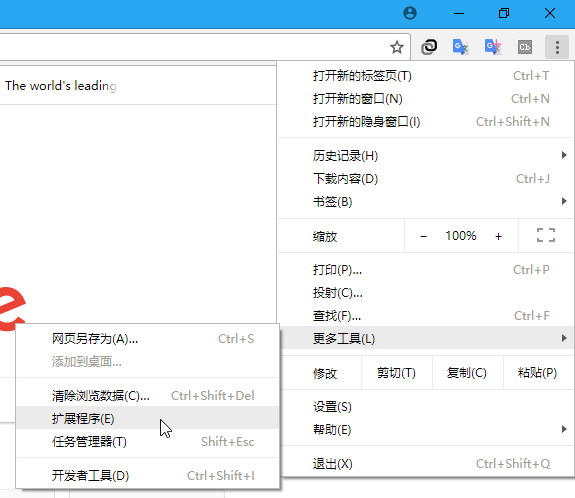 Cb
The world's leading
打开新的标签页(T) Ctrl+T
打开新的窗口(N) Ctrl+N
打开新的隐身窗口(I) Ctrl+Shift+N
历史记录(H)
下载内容(D) Ctrl+J
书签(B)
缩放 − 100% +
打印(P)... Ctrl+P
投射(C)...
查找(F)... Ctrl+F
更多工具(L)
修改 剪切(T) 复制(C) 粘贴(P)
设置(S)
帮助(E)
退出(X) Ctrl+Shift+Q
e
网页另存为(A)... Ctrl+S
添加到桌面...
清除浏览数据(C)... Ctrl+Shift+Del
扩展程序(E)
任务管理器(T) Shift+Esc
开发者工具(D) Ctrl+Shift+I